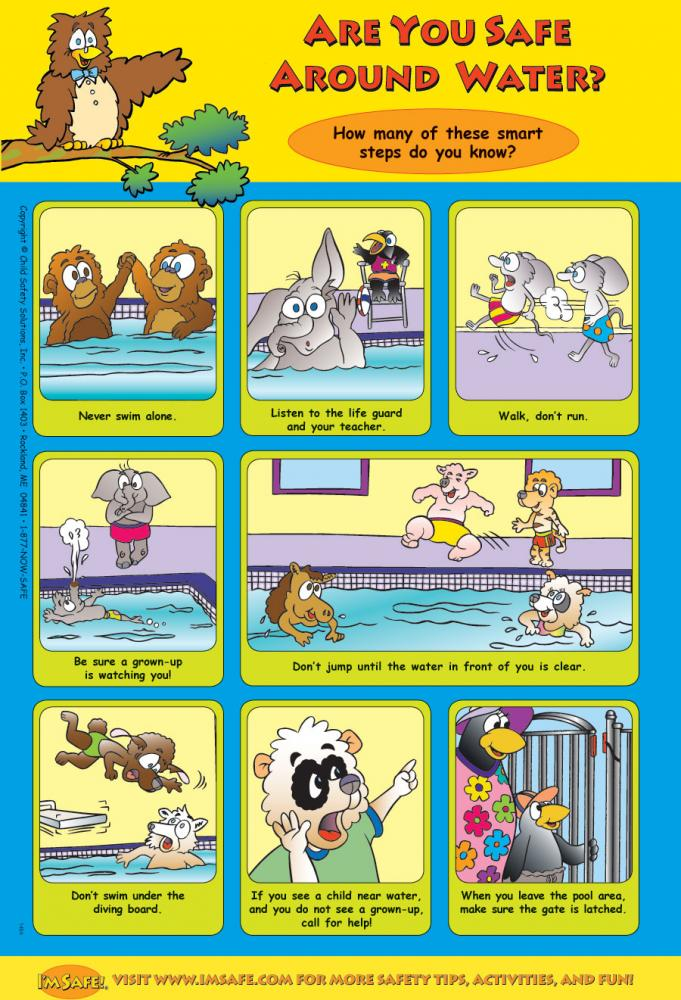 ARE YOU SAFE
AROUND WATER?
How many of these smart
steps do you know?
Copyright © Child Safety Solutions, Inc. • P.O. Box 1403 • Rockland, ME 04841 • 1-877-NOW-SAFE
Never swim alone.
Listen to the life guard
and your teacher.
Walk, don't run.
Be sure a grown-up
is watching you!
Don't jump until the water in front of you is clear.
Don't swim under the
diving board.
If you see a child near water,
and you do not see a grown-up,
call for help!
When you leave the pool area,
make sure the gate is latched.
I'M SAFE!® VISIT WWW.IMSAFE.COM FOR MORE SAFETY TIPS, ACTIVITIES, AND FUN!